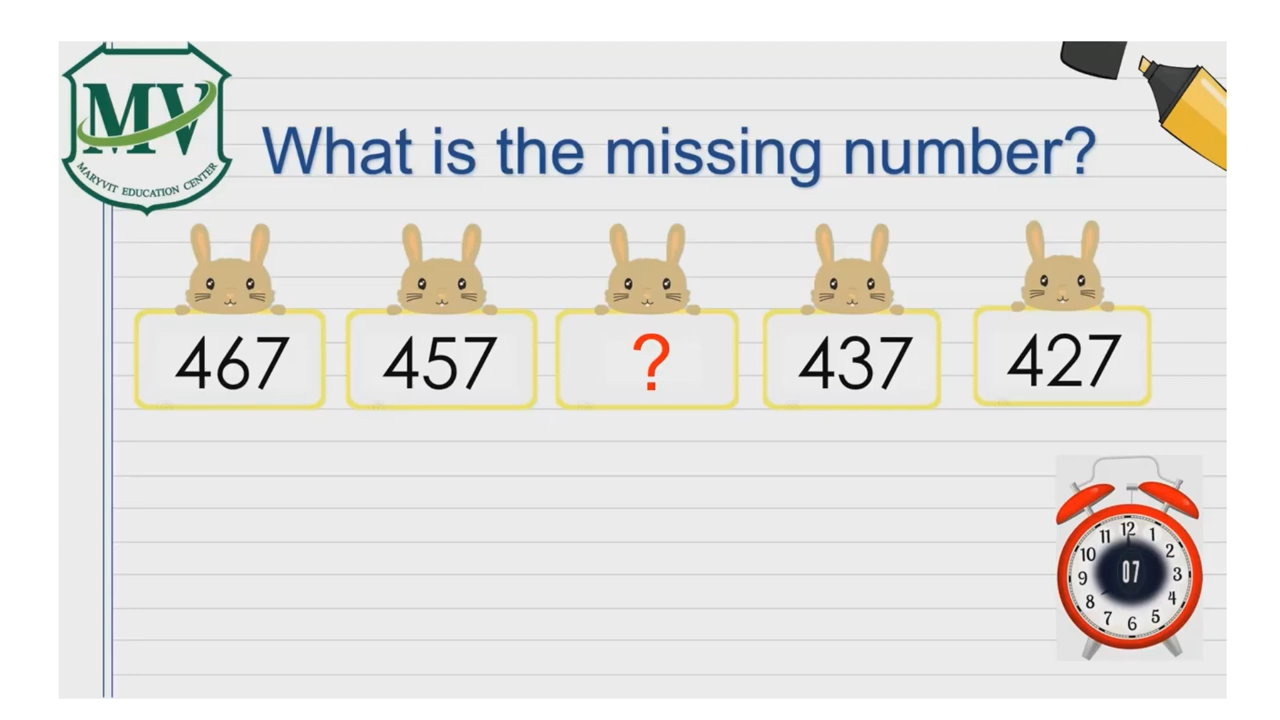 MV
MARYVIT EDUCATION CENTER
What is the missing number?
467 457 ? 437 427
11 12 1
10 2
9 07 3
8 4
7 6 5